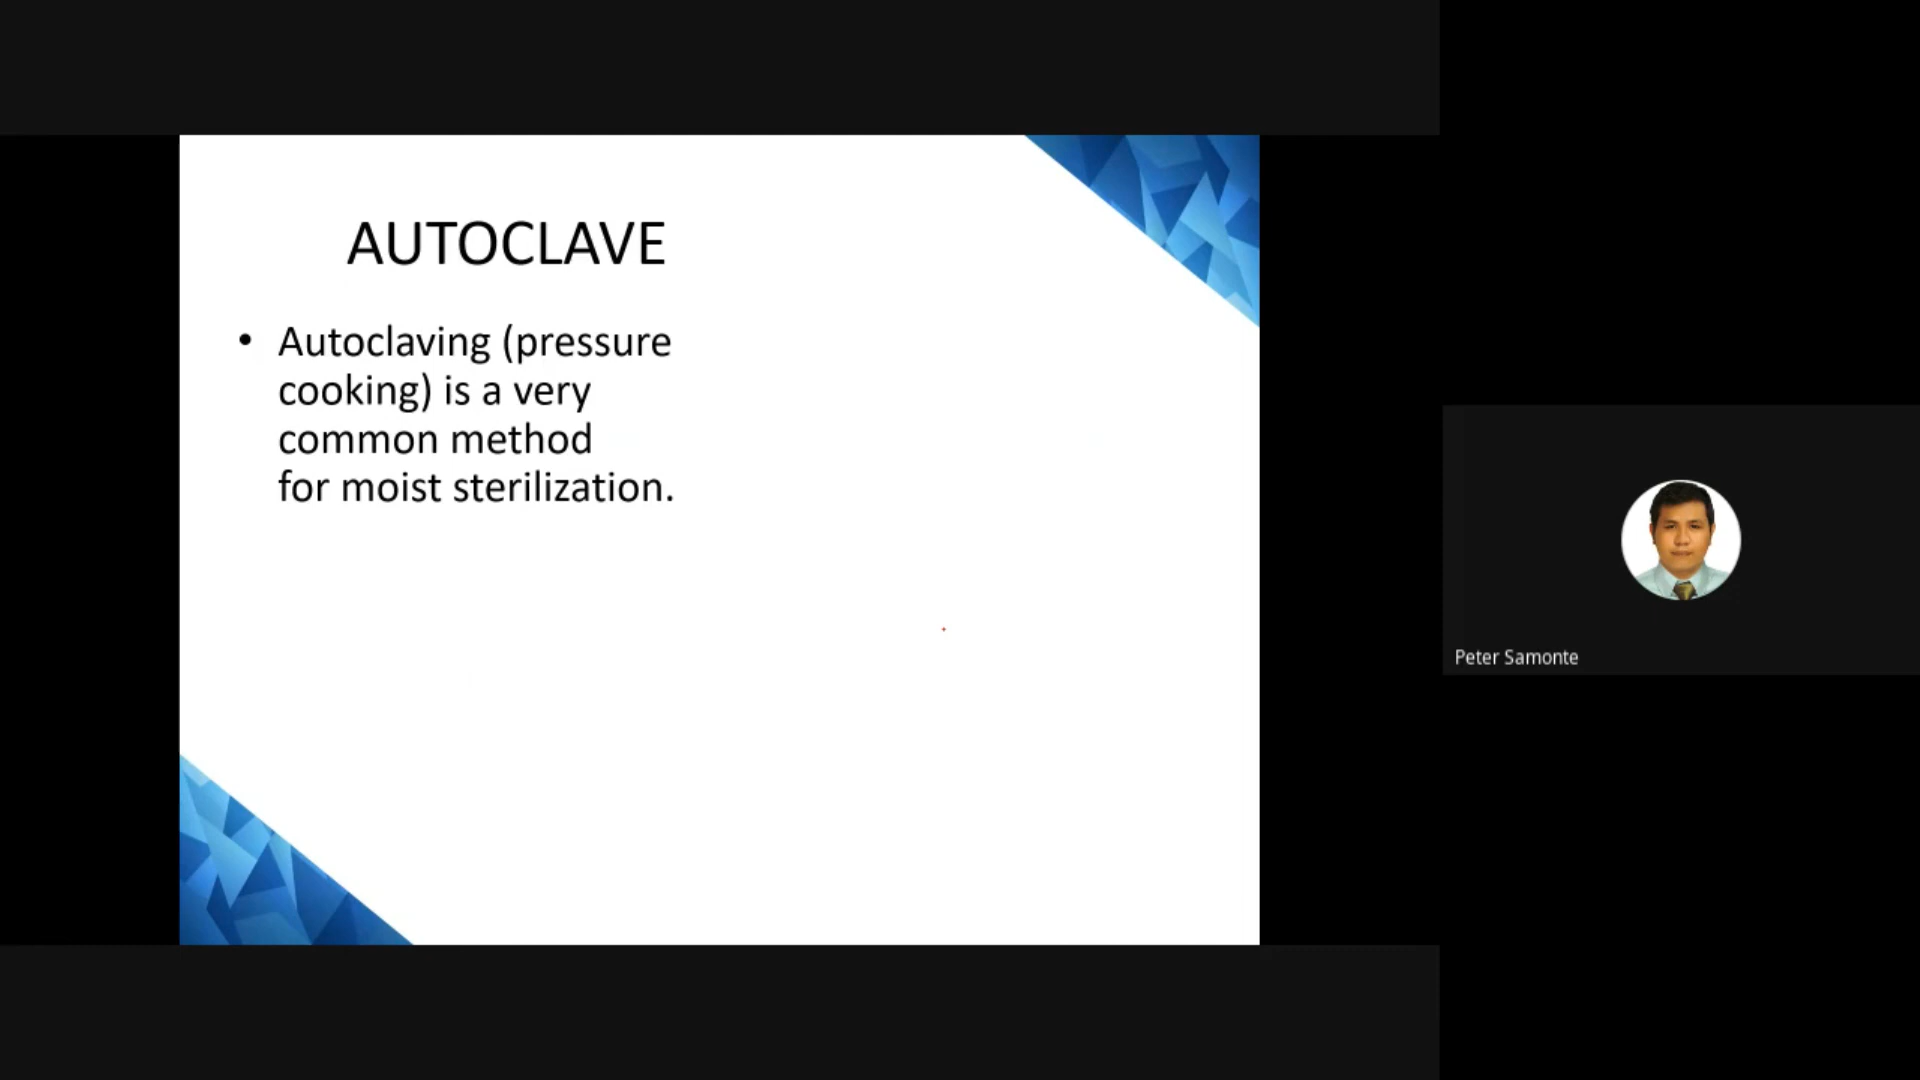 AUTOCLAVE
• Autoclaving (pressure
cooking) is a very
common method
for moist sterilization.
Peter Samonte